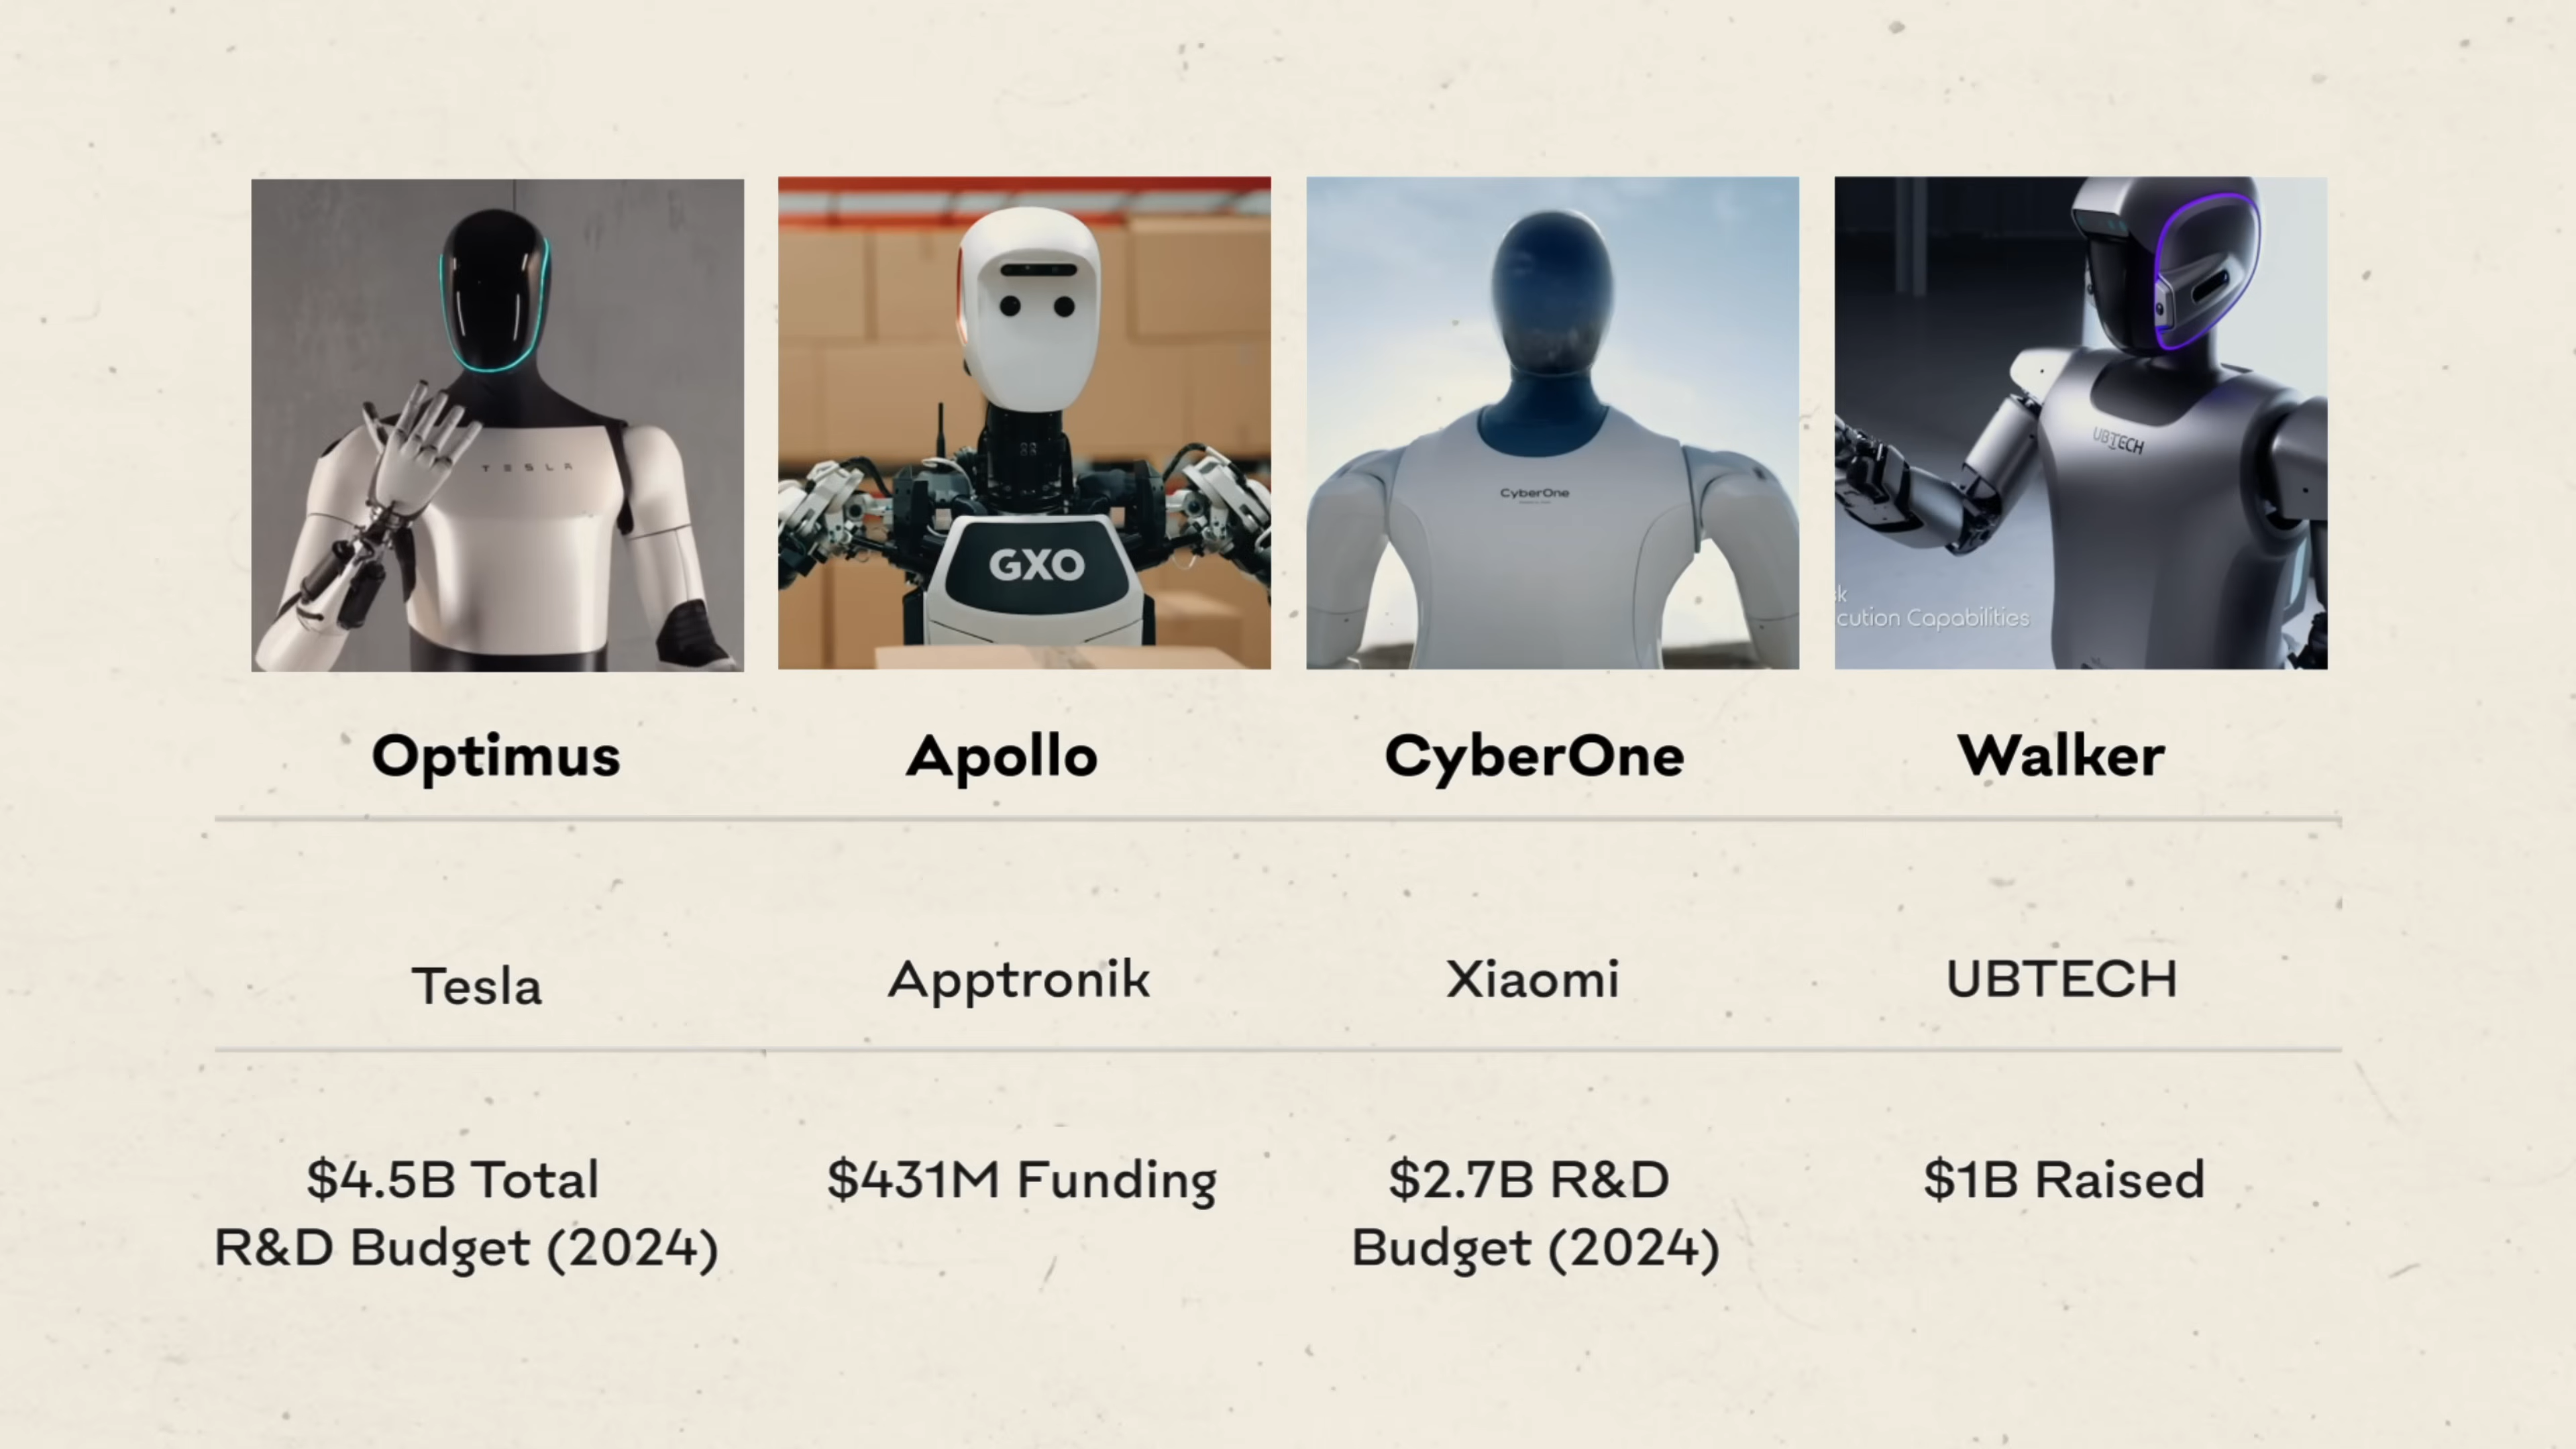 TESLA
GXO
CyberOne
UBTECH
cution Capabilities
Optimus
Apollo
CyberOne
Walker
Tesla
Apptronik
Xiaomi
UBTECH
$4.5B Total
R&D Budget (2024)
$431M Funding
$2.7B R&D
Budget (2024)
$1B Raised